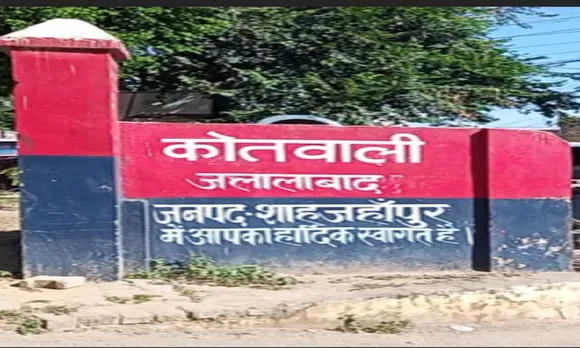 कोतवाली
जलालाबाद
जनपद-शाहजहाँपुर
में आपका हार्दिक स्वागत है।